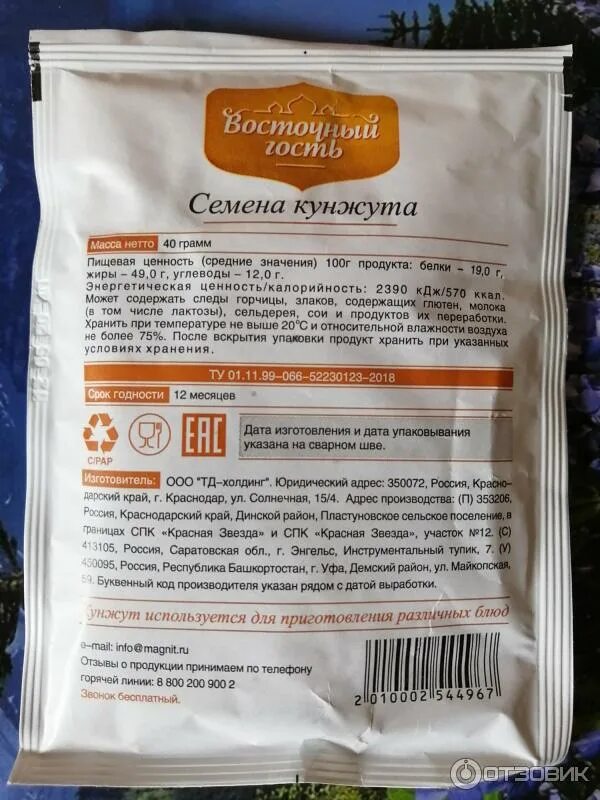 Восточный
гость
Семена кунжута
Масса нетто 40 грамм
Пищевая ценность (средние значения) 100г продукта: белки – 19,0 г,
жиры - 49,0 г, углеводы – 12,0 г.
Энергетическая ценность/калорийность: 2390 кДж/570 ккал.
Может содержать следы горчицы, злаков, содержащих глютен, молока
(в том числе лактозы), сельдерея, сои и продуктов их переработки.
Хранить при температуре не выше 20°C и относительной влажности воздуха
не более 75%. После вскрытия упаковки продукт хранить при указанных
условиях хранения.
ТУ 01.11.99-066-52230123-2018
Срок годности 12 месяцев
C/PAP
EAC
Дата изготовления и дата упаковывания
указана на сварном шве.
Изготовитель: ООО "ТД-холдинг". Юридический адрес: 350072, Россия, Красно-
дарский край, г. Краснодар, ул. Солнечная, 15/4. Адрес производства: (П) 353206,
Россия, Краснодарский край, Динской район, Пластуновское сельское поселение, в
границах СПК «Красная Звезда» и СПК «Красная Звезда», участок №12. (С)
413105, Россия, Саратовская обл., г. Энгельс, Инструментальный тупик, 7. (У)
450095, Россия, Республика Башкортостан, г. Уфа, Демский район, ул. Майкопская,
59. Буквенный код производителя указан рядом с датой выработки.
Кунжут используется для приготовления различных блюд
e-mail: info@magnit.ru
Отзывы о продукции принимаем по телефону
горячей линии: 8 800 200 900 2
Звонок бесплатный.
2010002544967
ОТЗОВИК